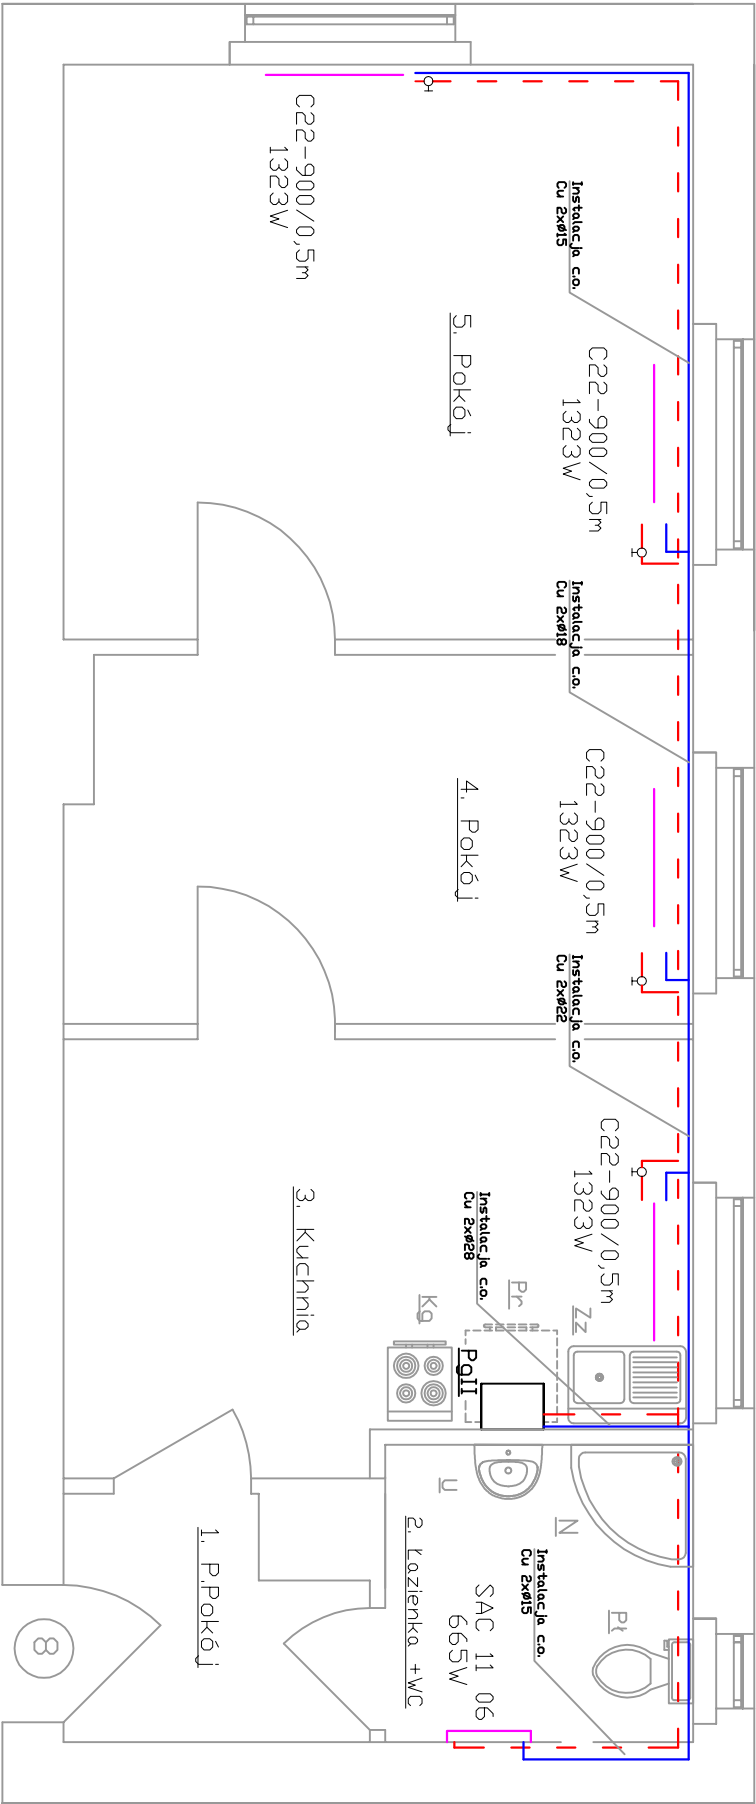 C22-900/0,5m
1323W
Instalacja c.o.
Cu 2xø15
5. Pokój
C22-900/0,5m
1323W
Instalacja c.o.
Cu 2xø18
4. Pokój
C22-900/0,5m
1323W
Instalacja c.o.
Cu 2xø22
3. Kuchnia
C22-900/0,5m
1323W
Instalacja c.o.
Cu 2xø28
Kg
Pr
Zz
PgII
U
N
1. P.Pokój
2. Łazienka +WC
SAC 11 06
665W
Instalacja c.o.
Cu 2xø15
Pł
8